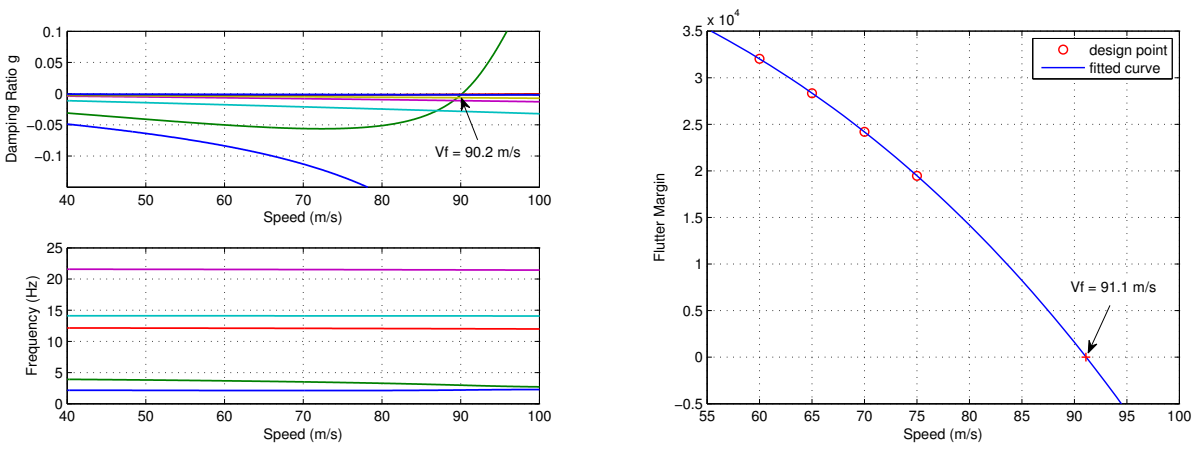 0.1
0.05
0
−0.05
−0.1
Damping Ratio g
Vf = 90.2 m/s
40 50 60 70 80 90 100
Speed (m/s)
25
20
15
10
5
0
Frequency (Hz)
40 50 60 70 80 90 100
Speed (m/s)
x 10^4
3.5
3
2.5
2
1.5
1
0.5
0
−0.5
Flutter Margin
design point
fitted curve
Vf = 91.1 m/s
55 60 65 70 75 80 85 90 95 100
Speed (m/s)